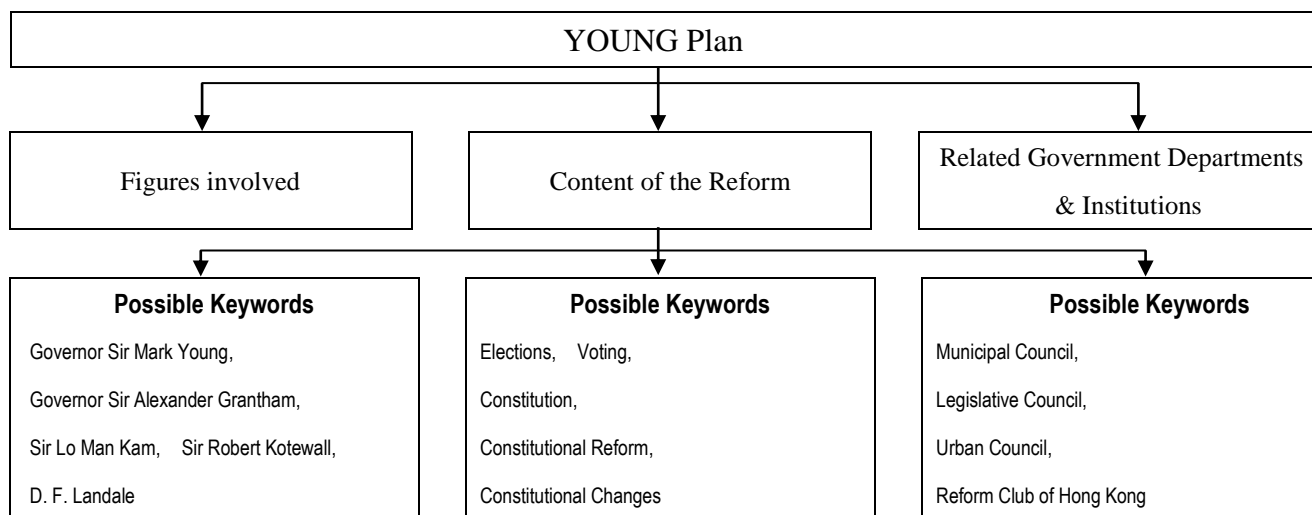 YOUNG Plan
Figures involved
Content of the Reform
Related Government Departments
& Institutions
Possible Keywords
Governor Sir Mark Young,
Governor Sir Alexander Grantham,
Sir Lo Man Kam, Sir Robert Kotewall,
D. F. Landale
Possible Keywords
Elections, Voting,
Constitution,
Constitutional Reform,
Constitutional Changes
Possible Keywords
Municipal Council,
Legislative Council,
Urban Council,
Reform Club of Hong Kong